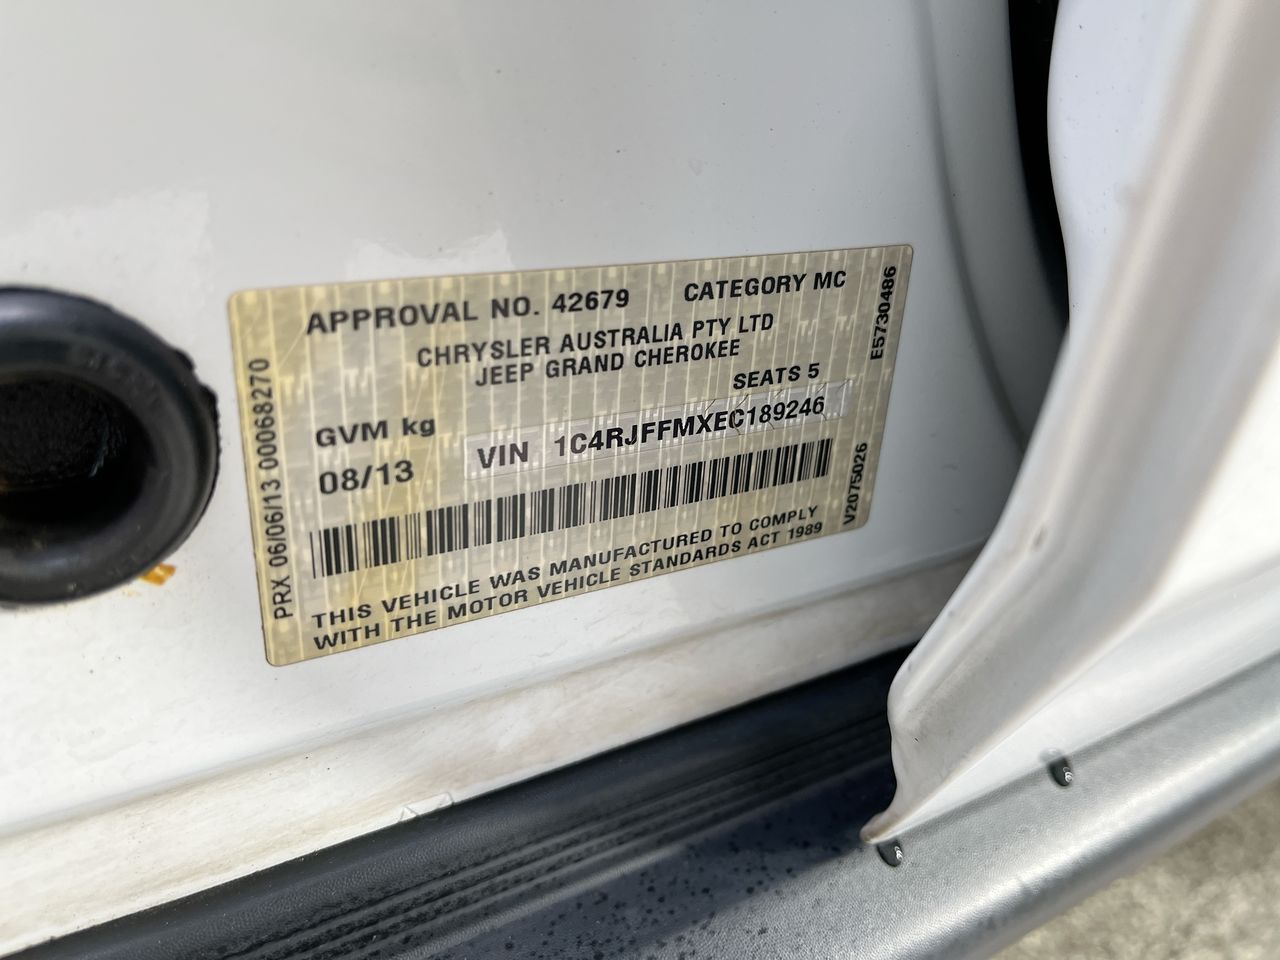 APPROVAL NO. 42679 CATEGORY MC
CHRYSLER AUSTRALIA PTY LTD
JEEP GRAND CHEROKEE
SEATS 5
GVM kg
08/13
VIN 1C4RJFFMXEC189246
THIS VEHICLE WAS MANUFACTURED TO COMPLY
WITH THE MOTOR VEHICLE STANDARDS ACT 1989
PRX 06/06/13 00068270
E5730486
V2075026